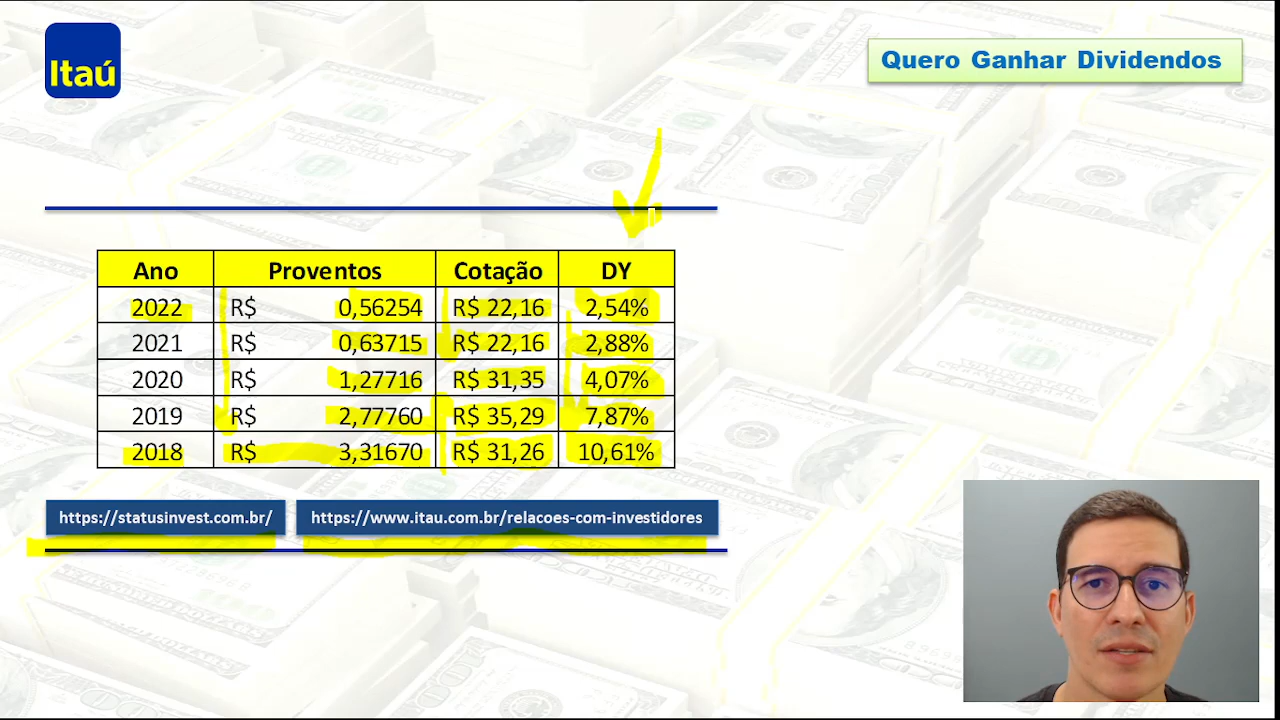 Itaú
Quero Ganhar Dividendos
Ano Proventos Cotação DY
2022 R$ 0,56254 R$ 22,16 2,54%
2021 R$ 0,63715 R$ 22,16 2,88%
2020 R$ 1,27716 R$ 31,35 4,07%
2019 R$ 2,77760 R$ 35,29 7,87%
2018 R$ 3,31670 R$ 31,26 10,61%
https://statusinvest.com.br/ https://www.itau.com.br/relacoes-com-investidores